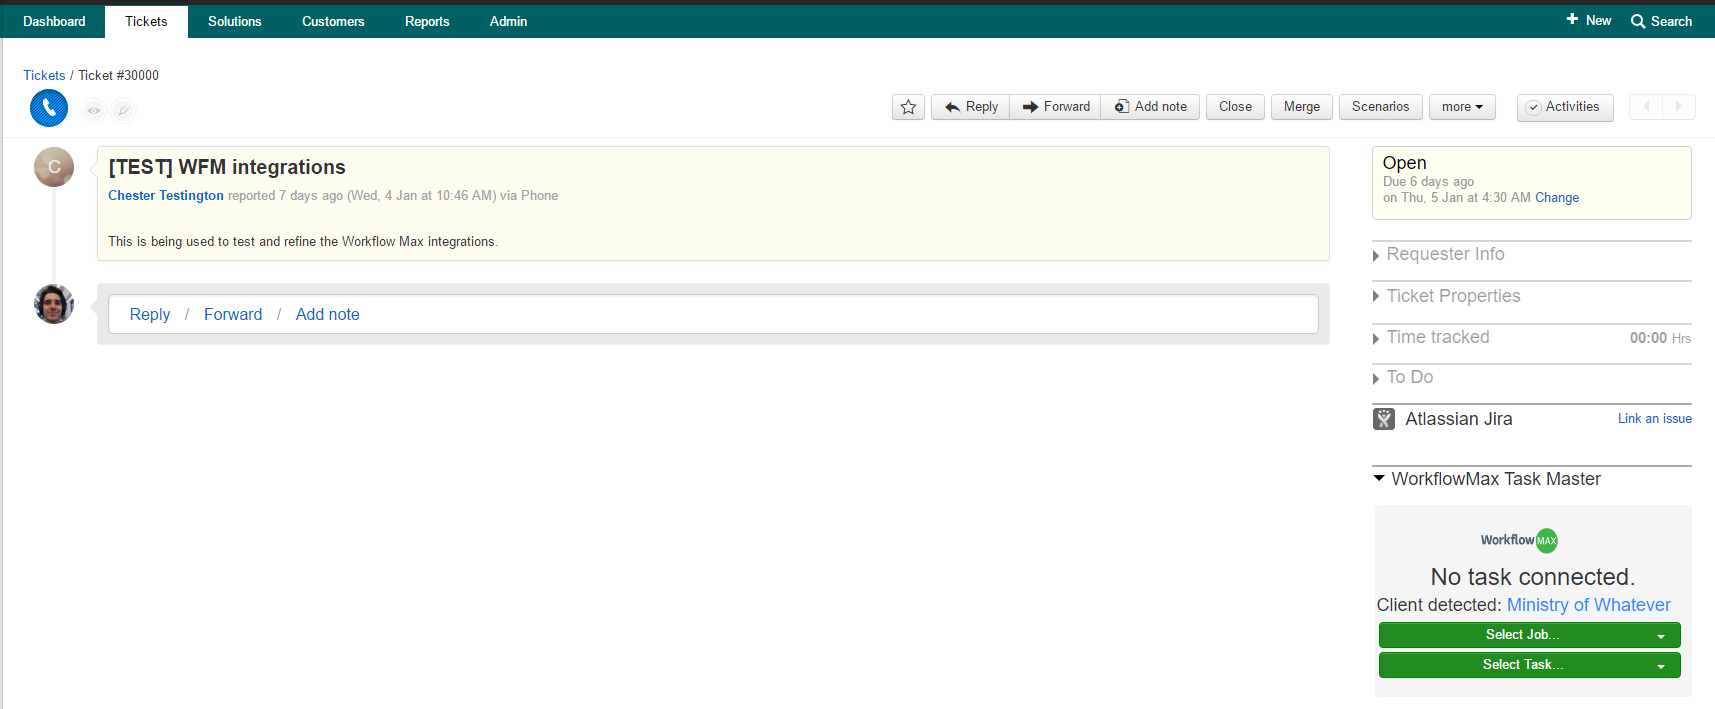 Dashboard Tickets Solutions Customers Reports Admin New Search
Tickets / Ticket #30000
Reply Forward Add note Close Merge Scenarios more Activities
C
[TEST] WFM integrations
Chester Testington reported 7 days ago (Wed, 4 Jan at 10:46 AM) via Phone
This is being used to test and refine the Workflow Max integrations.
Reply / Forward / Add note
Open
Due 6 days ago
on Thu, 5 Jan at 4:30 AM Change
Requester Info
Ticket Properties
Time tracked 00:00 Hrs
To Do
Atlassian Jira Link an issue
WorkflowMax Task Master
Workflow MAX
No task connected.
Client detected: Ministry of Whatever
Select Job...
Select Task...